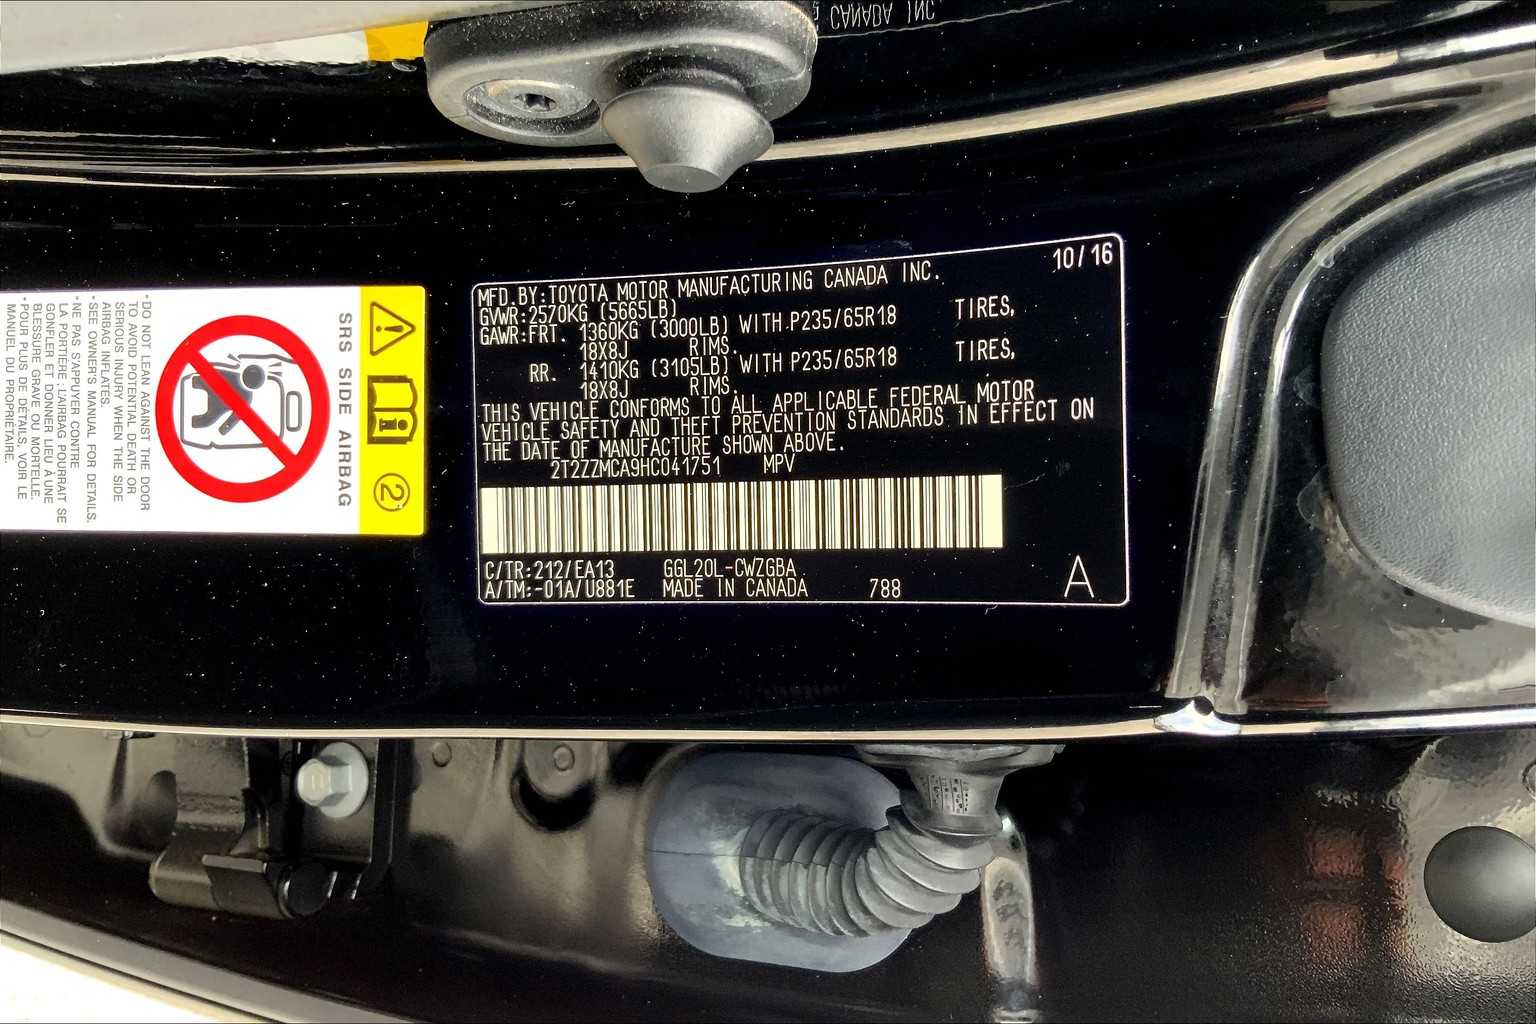 CANADA INC.
10/16
MFD.BY:TOYOTA MOTOR MANUFACTURING CANADA INC.
GVWR:2570KG (5665LB)
GAWR:FRT. 1360KG (3000LB) WITH P235/65R18 TIRES,
18X8J RIMS.
RR. 1410KG (3105LB) WITH P235/65R18 TIRES,
18X8J RIMS.
THIS VEHICLE CONFORMS TO ALL APPLICABLE FEDERAL MOTOR
VEHICLE SAFETY AND THEFT PREVENTION STANDARDS IN EFFECT ON
THE DATE OF MANUFACTURE SHOWN ABOVE.
2T2ZZMCA9HC041751 MPV
C/TR:212/EA13 GGL20L-CWZGBA
A/TM:-01A/U881E MADE IN CANADA 788
A
2
SRS SIDE AIRBAG
•DO NOT LEAN AGAINST THE DOOR
TO AVOID POTENTIAL DEATH OR
SERIOUS INJURY WHEN THE SIDE
AIRBAG INFLATES.
•SEE OWNER'S MANUAL FOR DETAILS.
•NE PAS S'APPUYER CONTRE
LA PORTIÈRE ; L'AIRBAG POURRAIT SE
GONFLER ET DONNER LIEU À UNE
BLESSURE GRAVE OU MORTELLE.
•POUR PLUS DE DÉTAILS, VOIR LE
MANUEL DU PROPRIÉTAIRE.